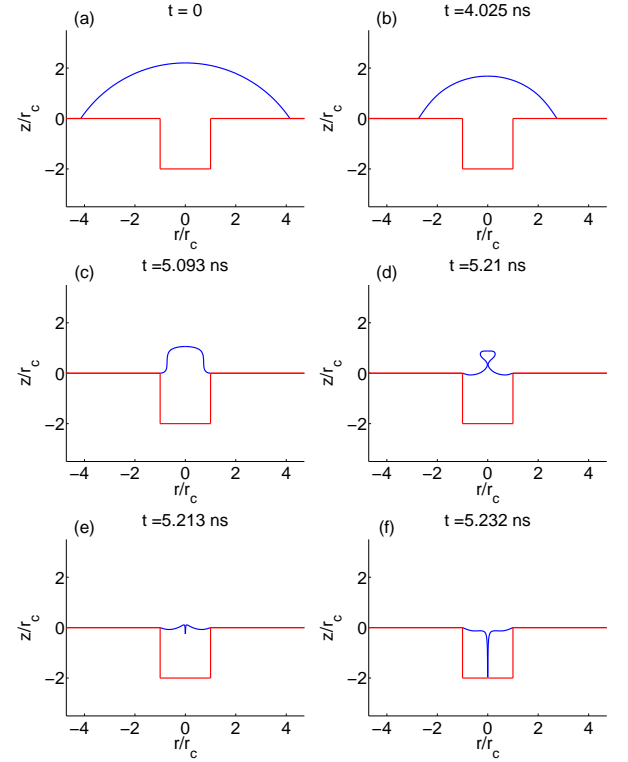 (a) t = 0
z/r_c
2
0
−2
−4 −2 0 2 4
r/r_c
(b) t =4.025 ns
z/r_c
2
0
−2
−4 −2 0 2 4
r/r_c
(c) t =5.093 ns
z/r_c
2
0
−2
−4 −2 0 2 4
r/r_c
(d) t =5.21 ns
z/r_c
2
0
−2
−4 −2 0 2 4
r/r_c
(e) t =5.213 ns
z/r_c
2
0
−2
−4 −2 0 2 4
r/r_c
(f) t =5.232 ns
z/r_c
2
0
−2
−4 −2 0 2 4
r/r_c